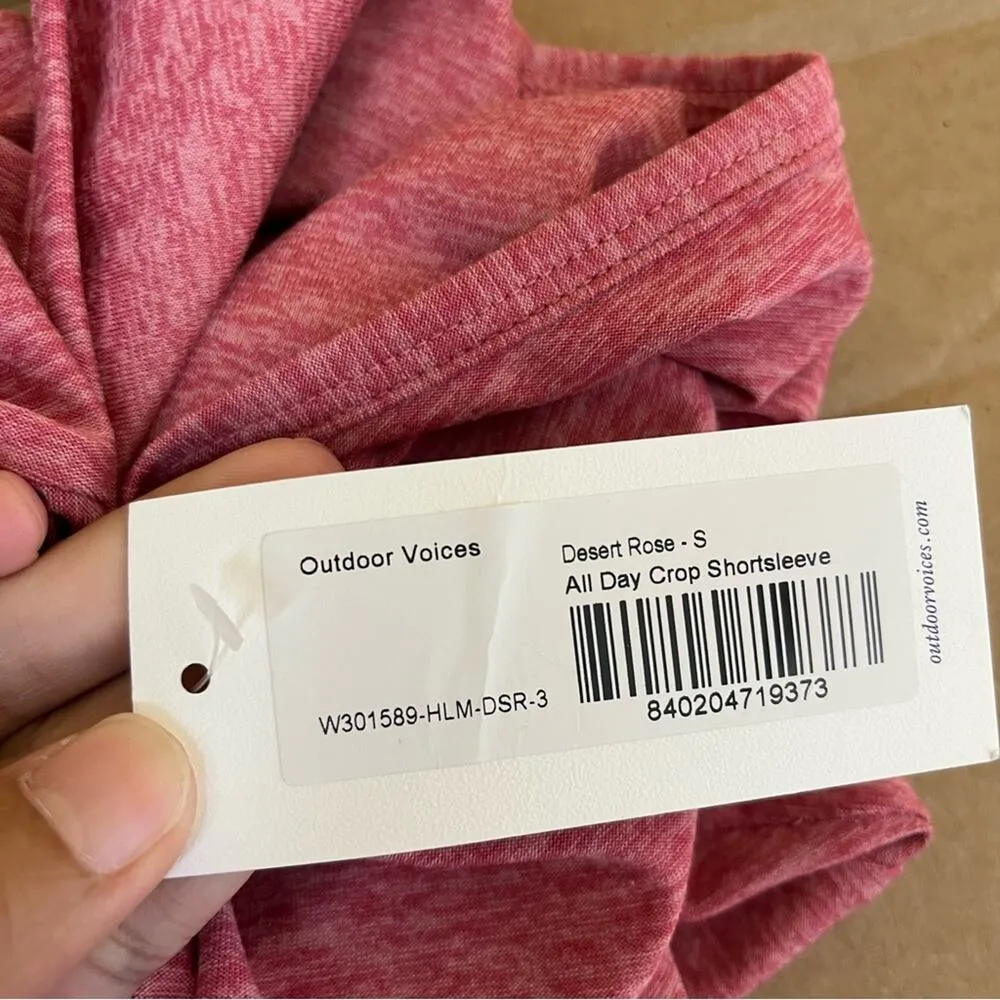 Outdoor Voices
Desert Rose - S
All Day Crop Shortsleeve
840204719373
W301589-HLM-DSR-3
outdoorvoices.com